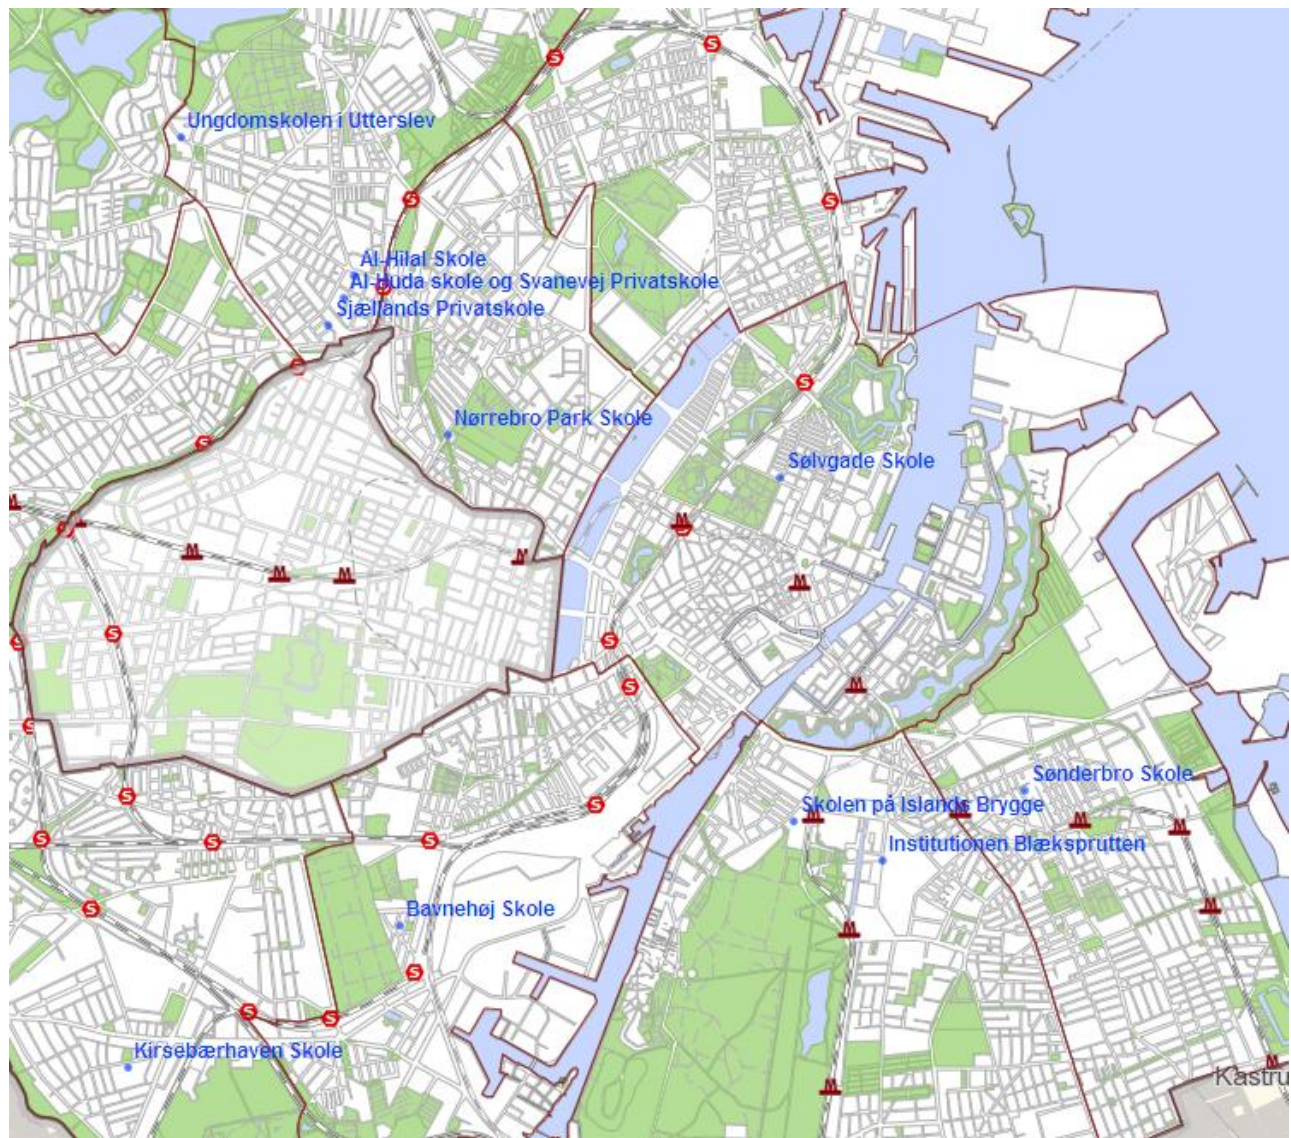 Ungdomskolen i Utterslev
Al-Hilal Skole
Al-Huda skole og Svanevej Privatskole
Sjællands Privatskole
Nørrebro Park Skole
Sølvgade Skole
Sønderbro Skole
Skolen på Islands Brygge
Institutionen Blæksprutten
Bavnehøj Skole
Kirsebærhaven Skole
Kastru